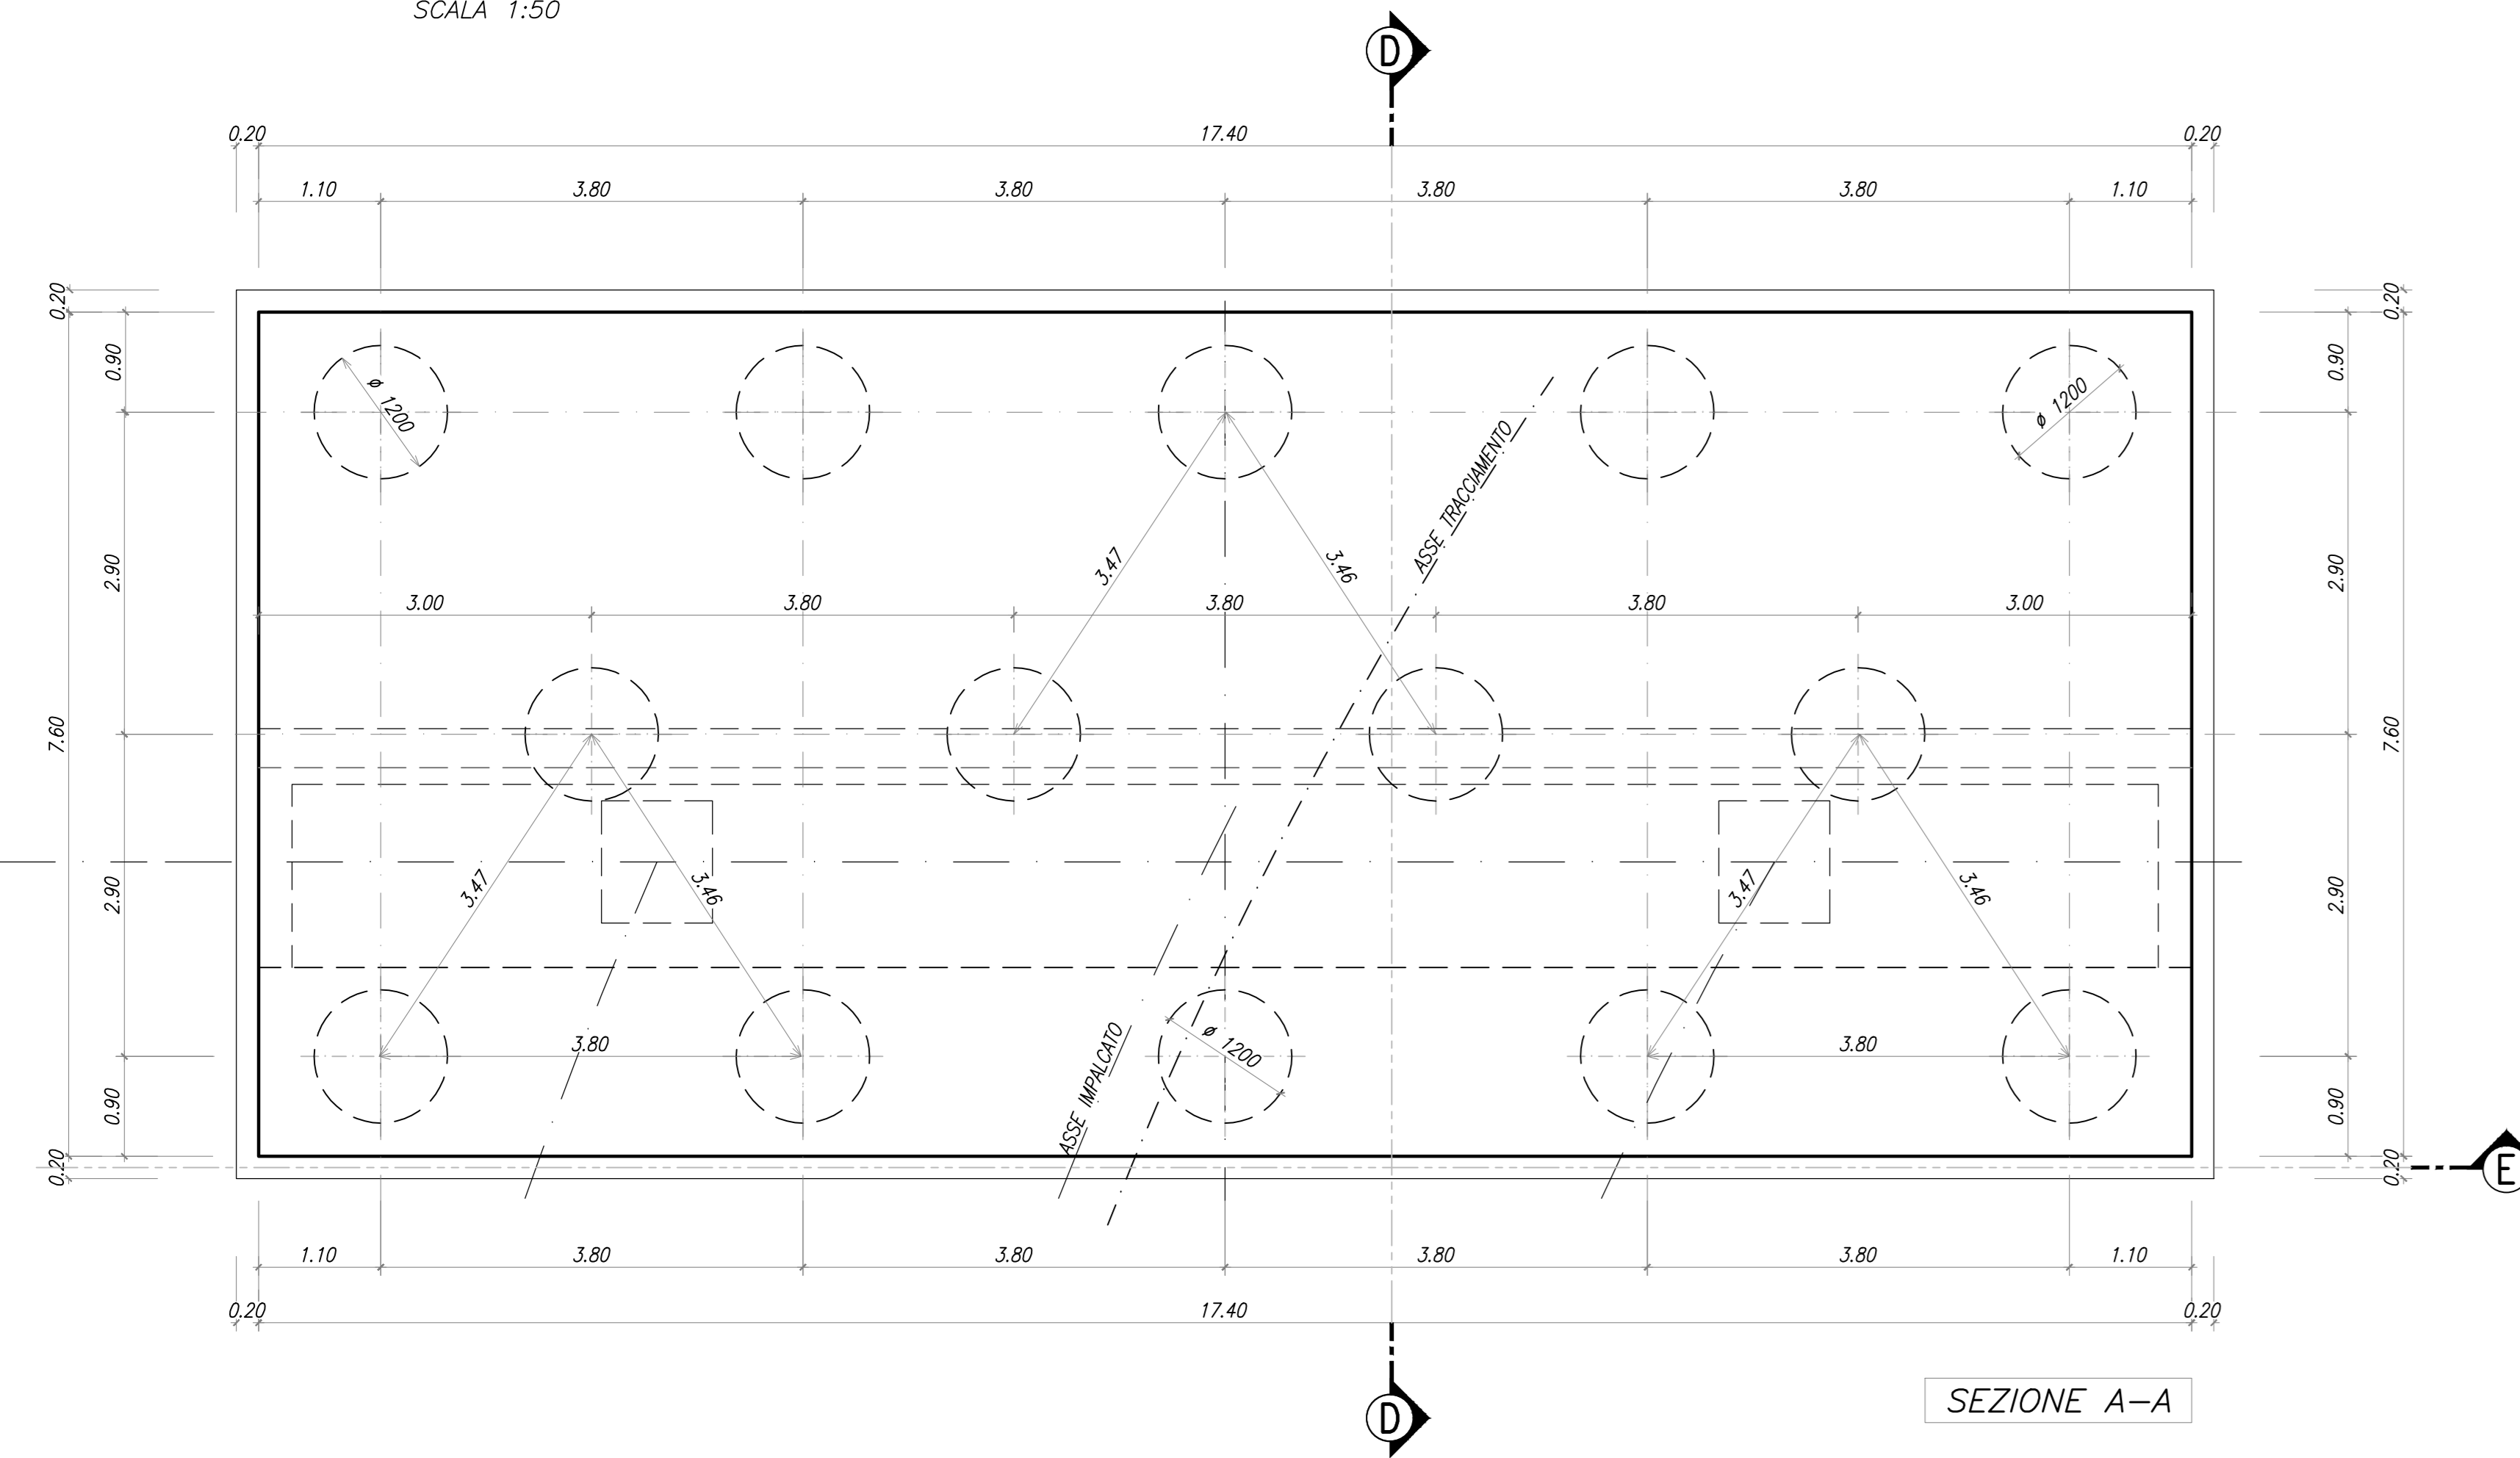 SCALA 1:50
D
0.20 17.40 0.20
1.10 3.80 3.80 3.80 3.80 1.10
0.20 0.20
0.90 0.90
ø 1200 ø 1200
ASSE TRACCIAMENTO
2.90 3.47 3.46 2.90
3.00 3.80 3.80 3.80 3.00
7.60 7.60
2.90 3.47 3.46 3.47 3.46 2.90
3.80 ø 1200 3.80
ASSE IMPALCATO
0.90 0.90
0.20 0.20 E
1.10 3.80 3.80 3.80 3.80 1.10
0.20 17.40 0.20
D
SEZIONE A-A